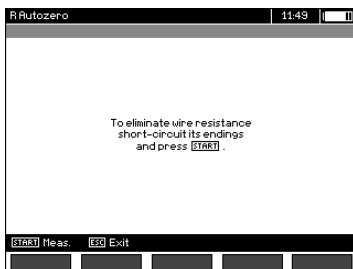 R Autozero 11:49
To eliminate wire resistance
short-circuit its endings
and press START .
START Meas. ESC Exit